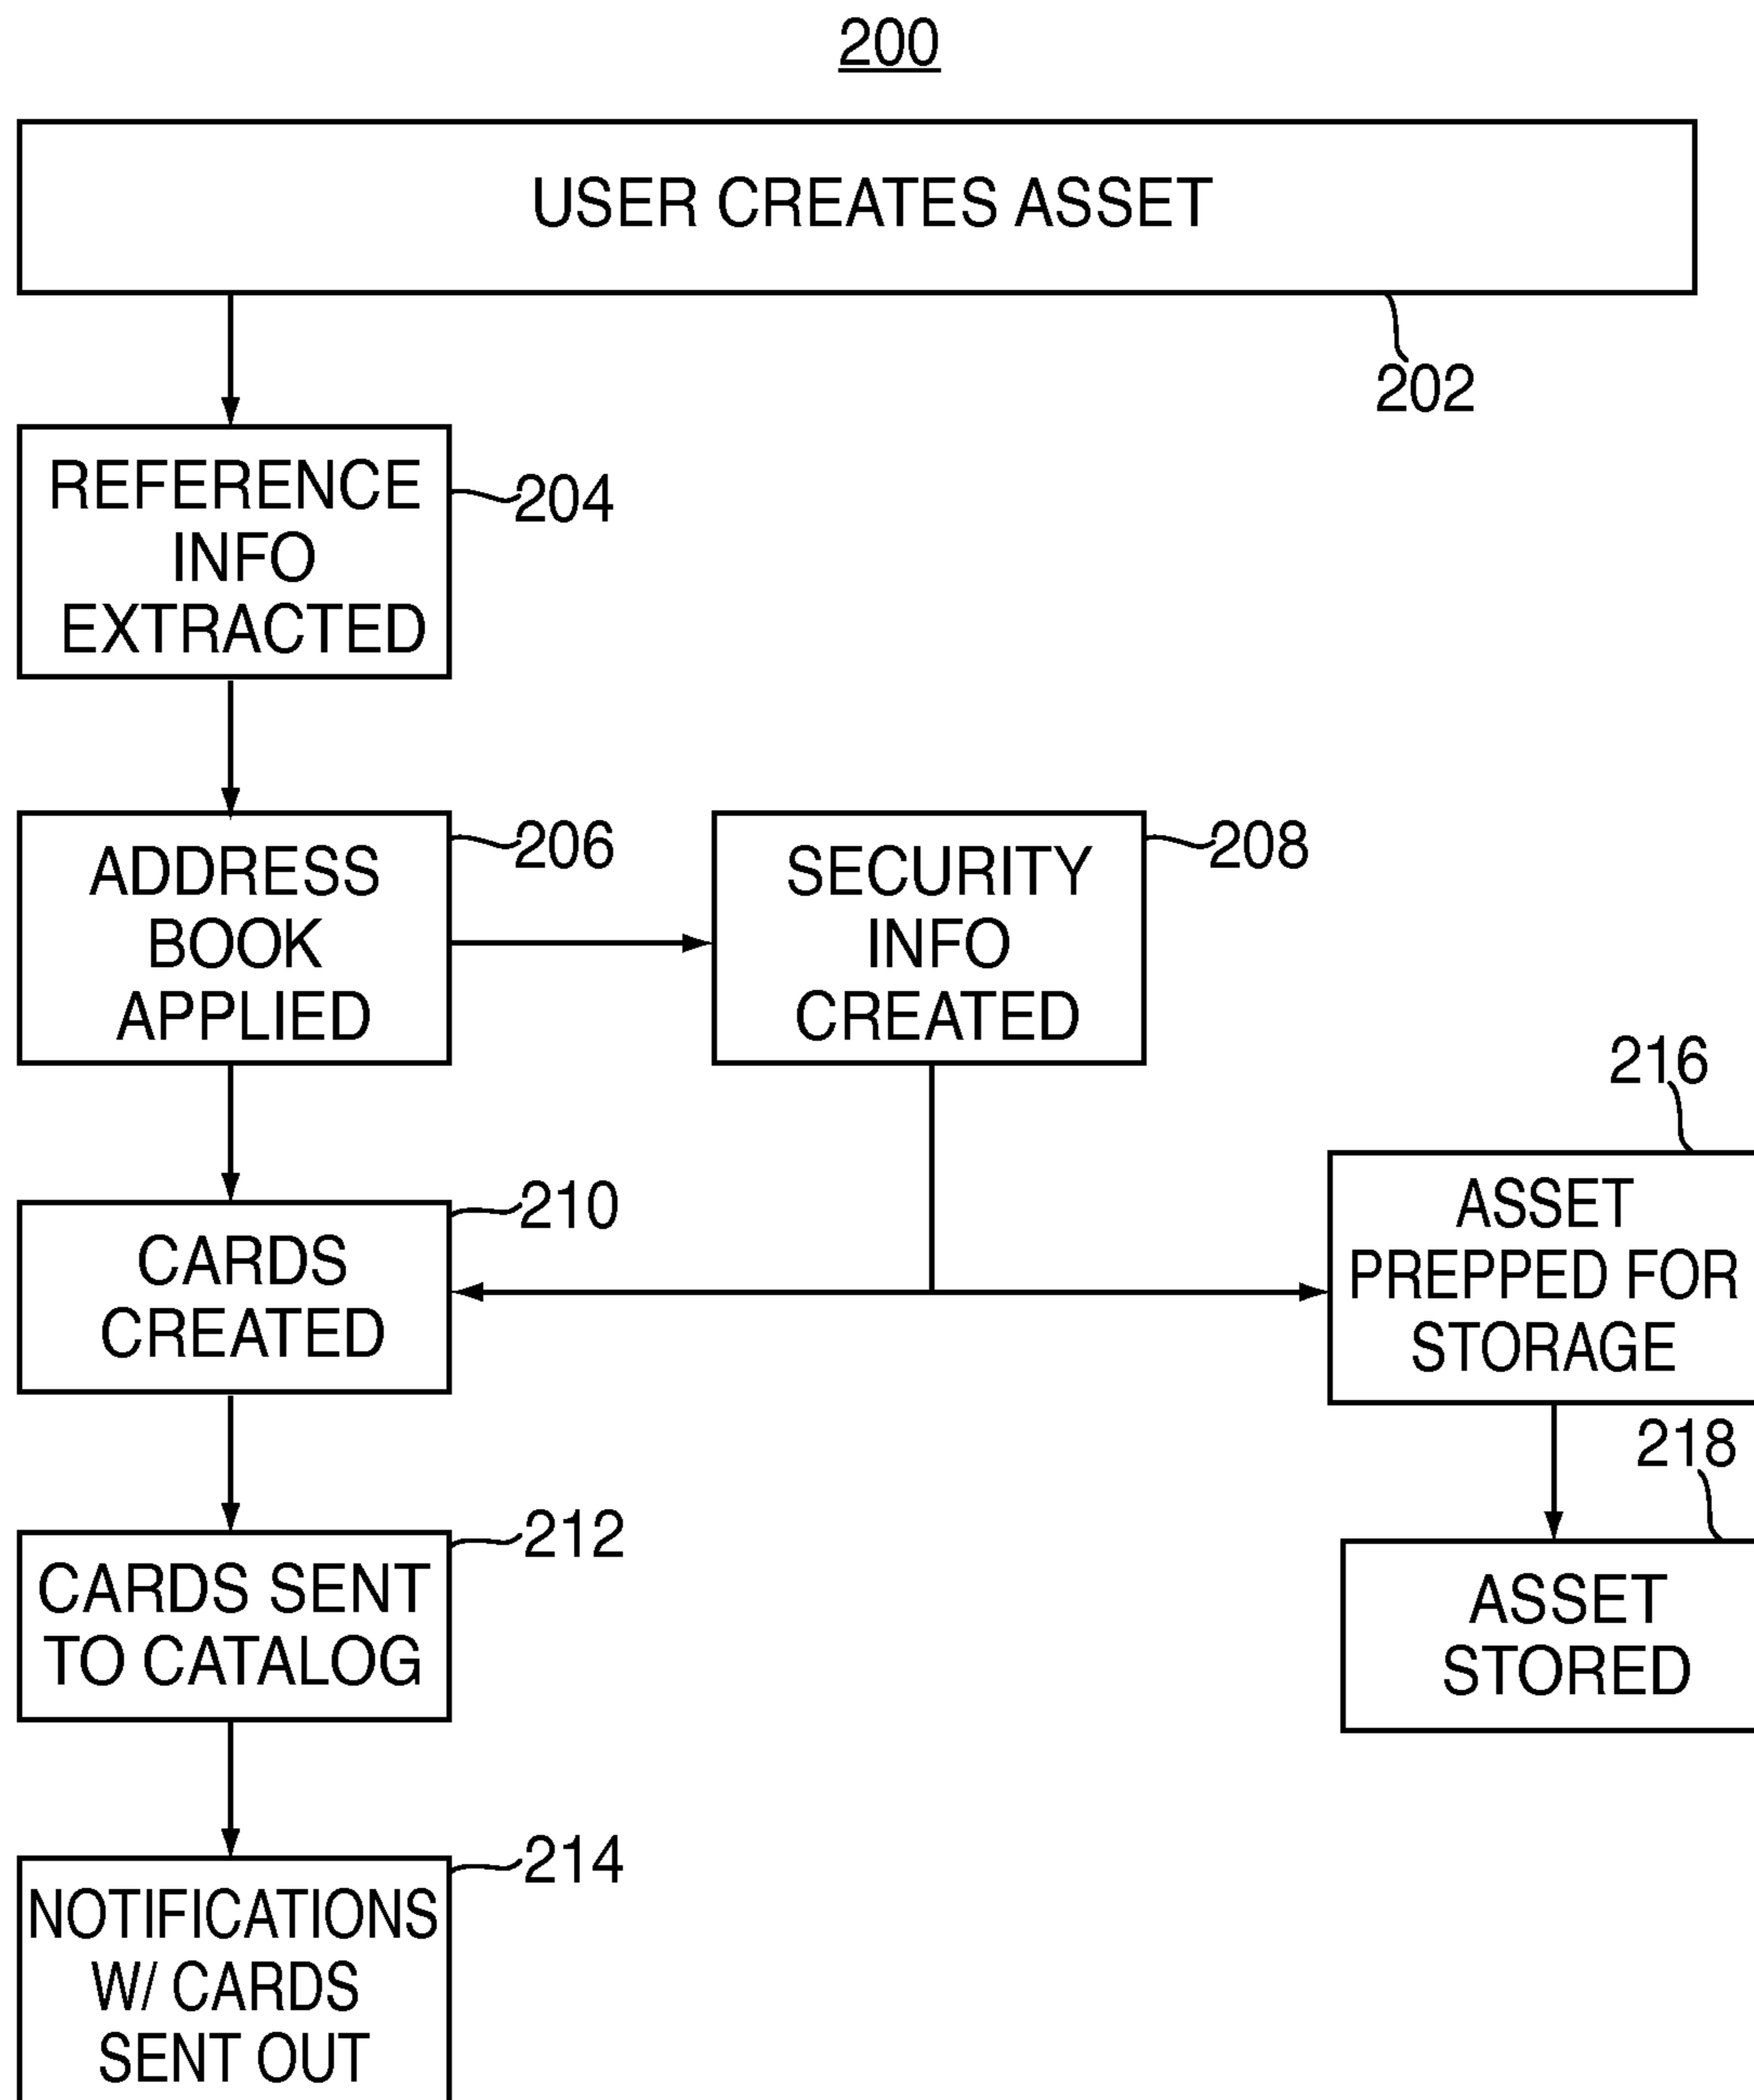 200
USER CREATES ASSET
202
REFERENCE
INFO
EXTRACTED
204
ADDRESS
BOOK
APPLIED
206
SECURITY
INFO
CREATED
208
CARDS
CREATED
210
216
ASSET
PREPPED FOR
STORAGE
CARDS SENT
TO CATALOG
212
218
ASSET
STORED
NOTIFICATIONS
W/ CARDS
SENT OUT
214